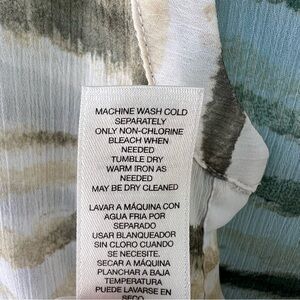 MACHINE WASH COLD
SEPARATELY
ONLY NON-CHLORINE
BLEACH WHEN
NEEDED
TUMBLE DRY
WARM IRON AS
NEEDED
MAY BE DRY CLEANED
LAVAR A MÁQUINA CON
AGUA FRIA POR
SEPARADO
USAR BLANQUEADOR
SIN CLORO CUANDO
SE NECESITE.
SECAR A MÁQUINA
PLANCHAR A BAJA
TEMPERATURA
PUEDE LAVARSE EN
SECO